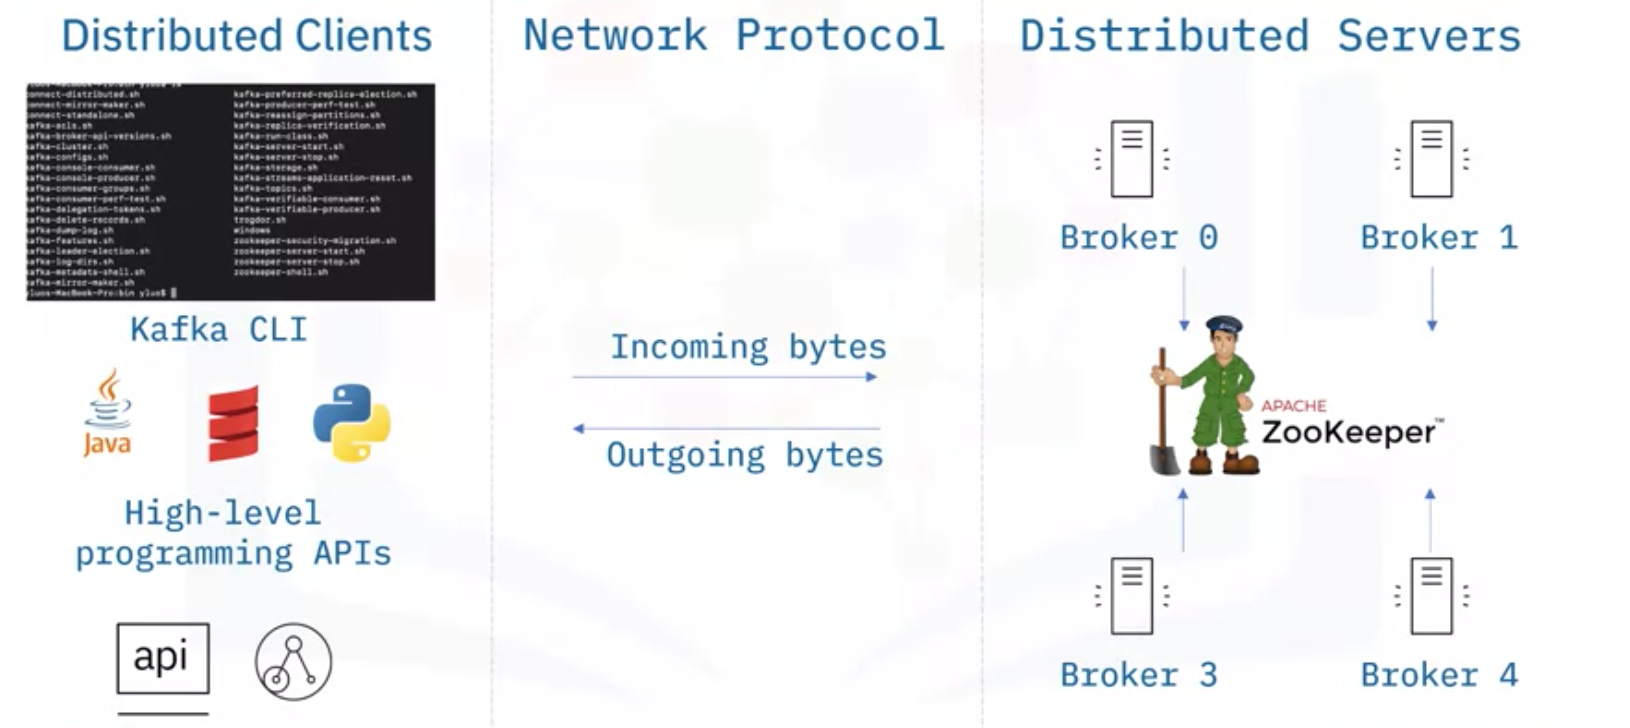 Distributed Clients
Network Protocol
Distributed Servers
connect-distributed.sh
connect-mirror-maker.sh
connect-standalone.sh
kafka-acls.sh
kafka-broker-api-versions.sh
kafka-cluster.sh
kafka-configs.sh
kafka-console-consumer.sh
kafka-console-producer.sh
kafka-consumer-groups.sh
kafka-consumer-perf-test.sh
kafka-delegation-tokens.sh
kafka-delete-records.sh
kafka-dump-log.sh
kafka-features.sh
kafka-leader-election.sh
kafka-log-dirs.sh
kafka-metadata-shell.sh
kafka-mirror-maker.sh
yluos-MacBook-Pro:bin yluo$
kafka-preferred-replica-election.sh
kafka-producer-perf-test.sh
kafka-reassign-partitions.sh
kafka-replica-verification.sh
kafka-run-class.sh
kafka-server-start.sh
kafka-server-stop.sh
kafka-storage.sh
kafka-streams-application-reset.sh
kafka-topics.sh
kafka-verifiable-consumer.sh
kafka-verifiable-producer.sh
trogdor.sh
windows
zookeeper-security-migration.sh
zookeeper-server-start.sh
zookeeper-server-stop.sh
zookeeper-shell.sh
Kafka CLI
Java
High-level
programming APIs
api
Incoming bytes
Outgoing bytes
Broker 0
Broker 1
APACHE
ZooKeeper™
Broker 3
Broker 4